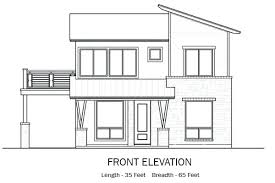 FRONT ELEVATION
Length - 35 Feet Breadth - 65 Feet